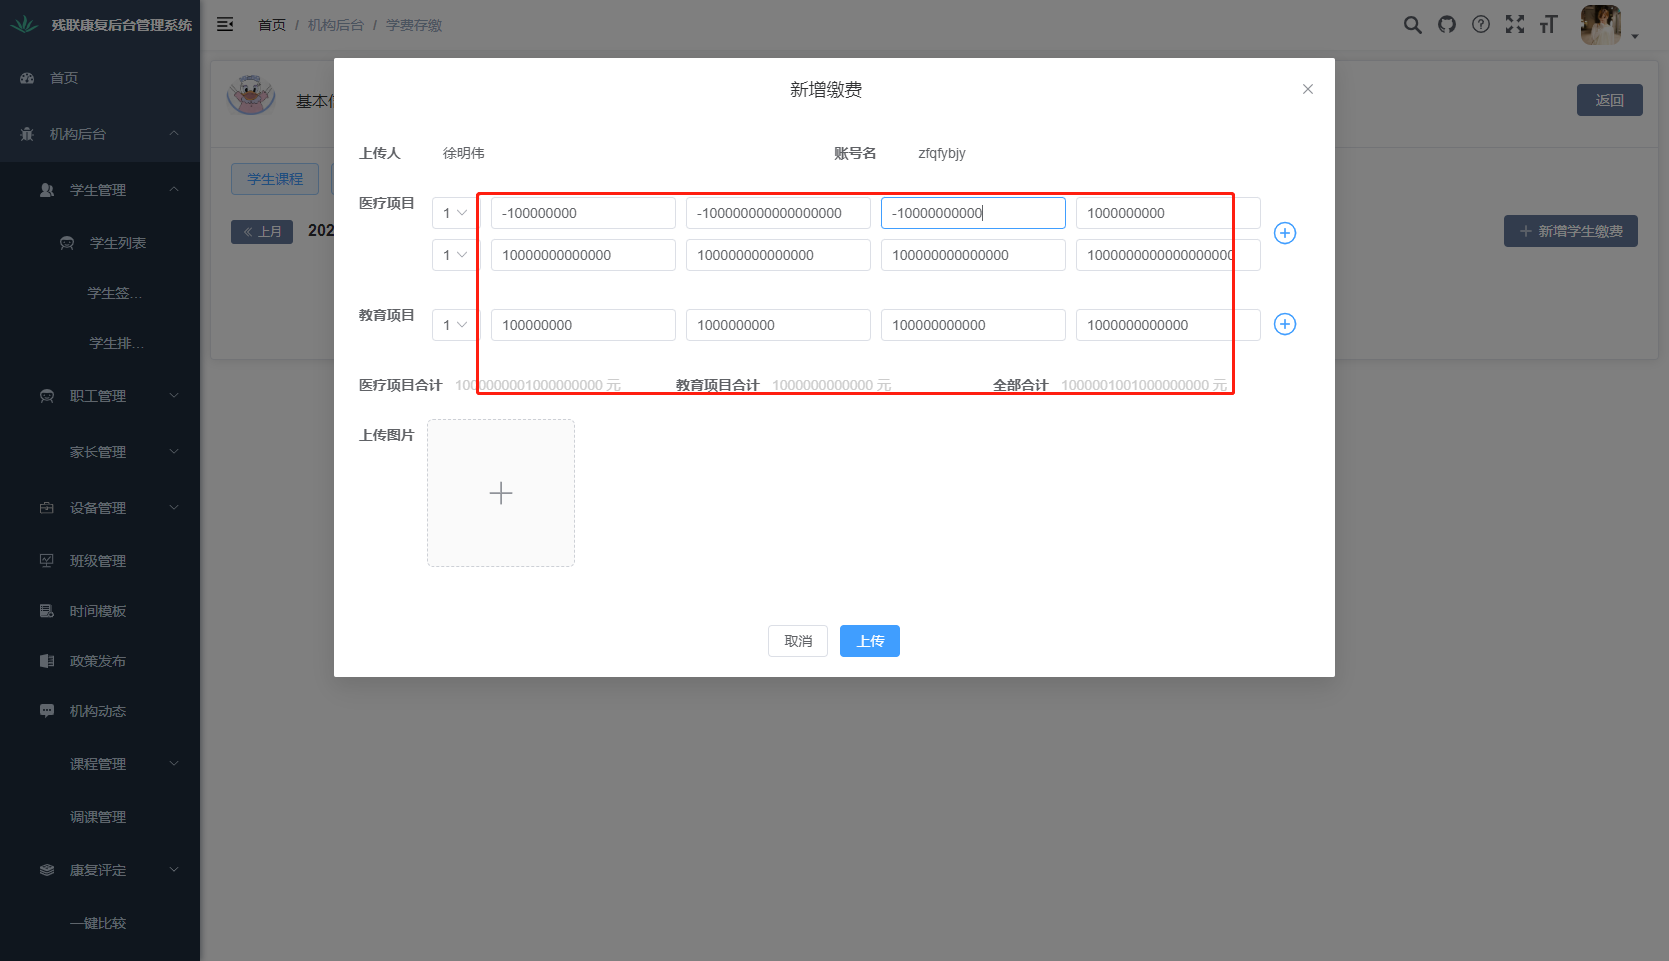 残联康复后台管理系统
首页 / 机构后台 / 学费存缴
首页
机构后台
学生管理
学生列表
学生签...
学生排...
职工管理
家长管理
设备管理
班级管理
时间模板
政策发布
机构动态
课程管理
调课管理
康复评定
一键比较
基本信
返回
学生课程
上月
202
新增学生缴费
新增缴费
上传人 徐明伟 账号名 zfqfybjy
医疗项目 1 -100000000 -100000000000000000 -10000000000 1000000000
1 10000000000000 100000000000000 100000000000000 1000000000000000000
教育项目 1 100000000 1000000000 100000000000 1000000000000
医疗项目合计 1000000001000000000 元 教育项目合计 1000000000000 元 全部合计 1000001001000000000 元
上传图片
取消 上传